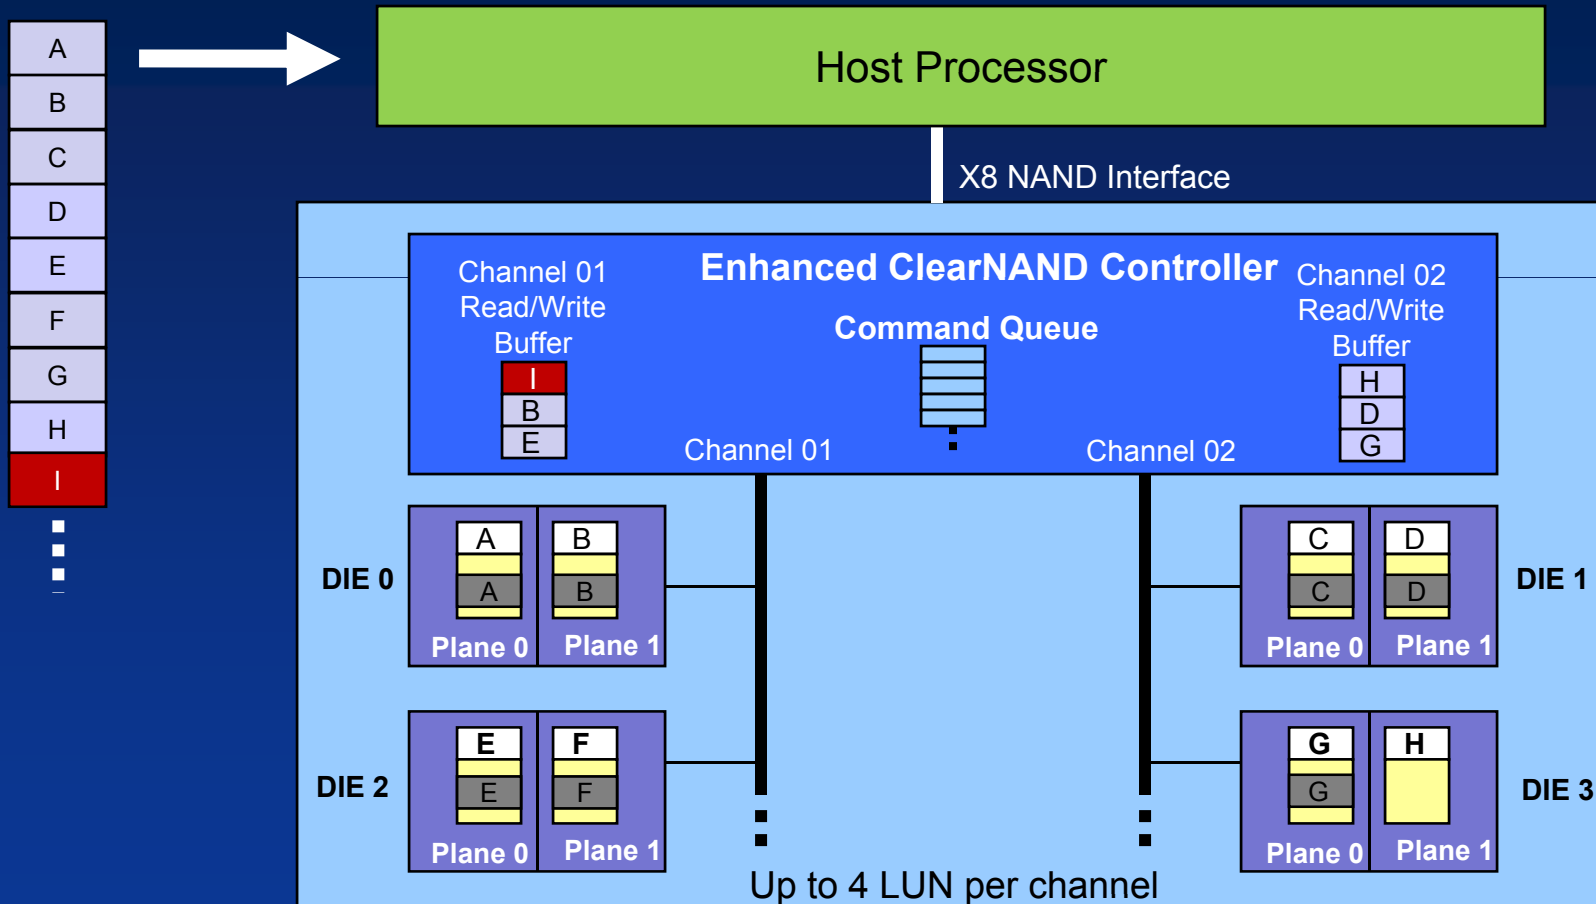 A
B
C
D
E
F
G
H
I
Host Processor
X8 NAND Interface
Enhanced ClearNAND Controller
Channel 01
Read/Write
Buffer
I
B
E
Command Queue
Channel 02
Read/Write
Buffer
H
D
G
Channel 01
Channel 02
DIE 0
A
A
Plane 0
B
B
Plane 1
C
C
Plane 0
D
D
Plane 1
DIE 1
DIE 2
E
E
Plane 0
F
F
Plane 1
G
G
Plane 0
H
Plane 1
DIE 3
Up to 4 LUN per channel